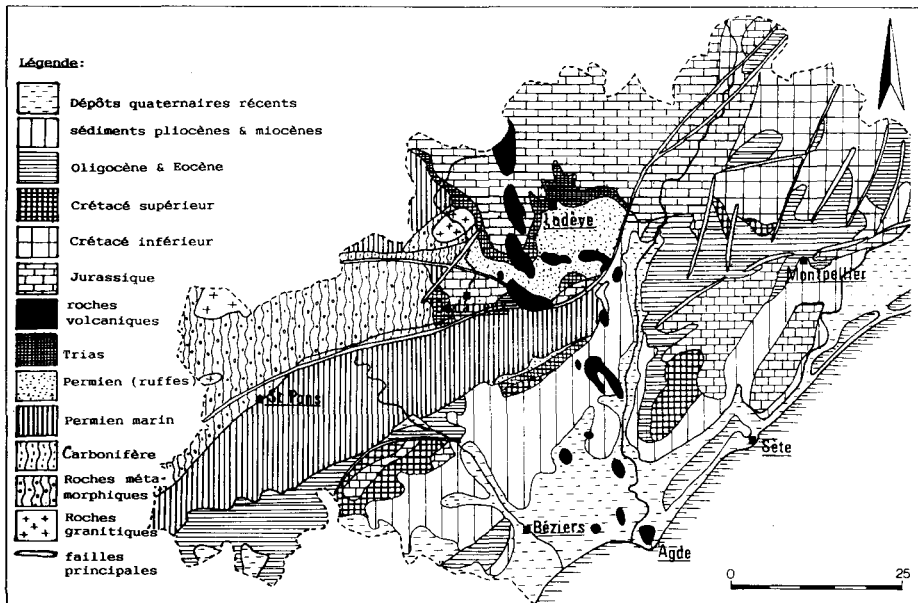 Légende:
Dépôts quaternaires récents
sédiments pliocènes & miocènes
Oligocène & Eocène
Crétacé supérieur
Crétacé inférieur
Jurassique
roches
volcaniques
Trias
Permien (ruffes)
Permien marin
Carbonifère
Roches méta-
morphiques
Roches
granitiques
failles
principales
Lodève
Montpellier
St Pons
Sète
Béziers
Agde
0 25